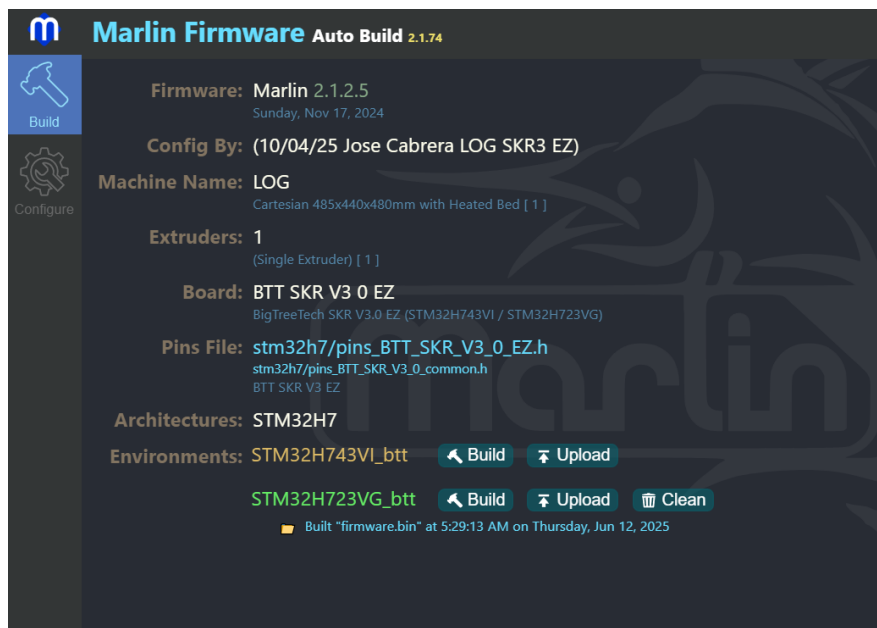 Marlin Firmware Auto Build 2.1.74
Build
Configure
Firmware: Marlin 2.1.2.5
Sunday, Nov 17, 2024
Config By: (10/04/25 Jose Cabrera LOG SKR3 EZ)
Machine Name: LOG
Cartesian 485x440x480mm with Heated Bed [ 1 ]
Extruders: 1
(Single Extruder) [ 1 ]
Board: BTT SKR V3 0 EZ
BigTreeTech SKR V3.0 EZ (STM32H743VI / STM32H723VG)
Pins File: stm32h7/pins_BTT_SKR_V3_0_EZ.h
stm32h7/pins_BTT_SKR_V3_0_common.h
BTT SKR V3 EZ
Architectures: STM32H7
Environments: STM32H743VI_btt Build Upload
STM32H723VG_btt Build Upload Clean
Built "firmware.bin" at 5:29:13 AM on Thursday, Jun 12, 2025
marlin